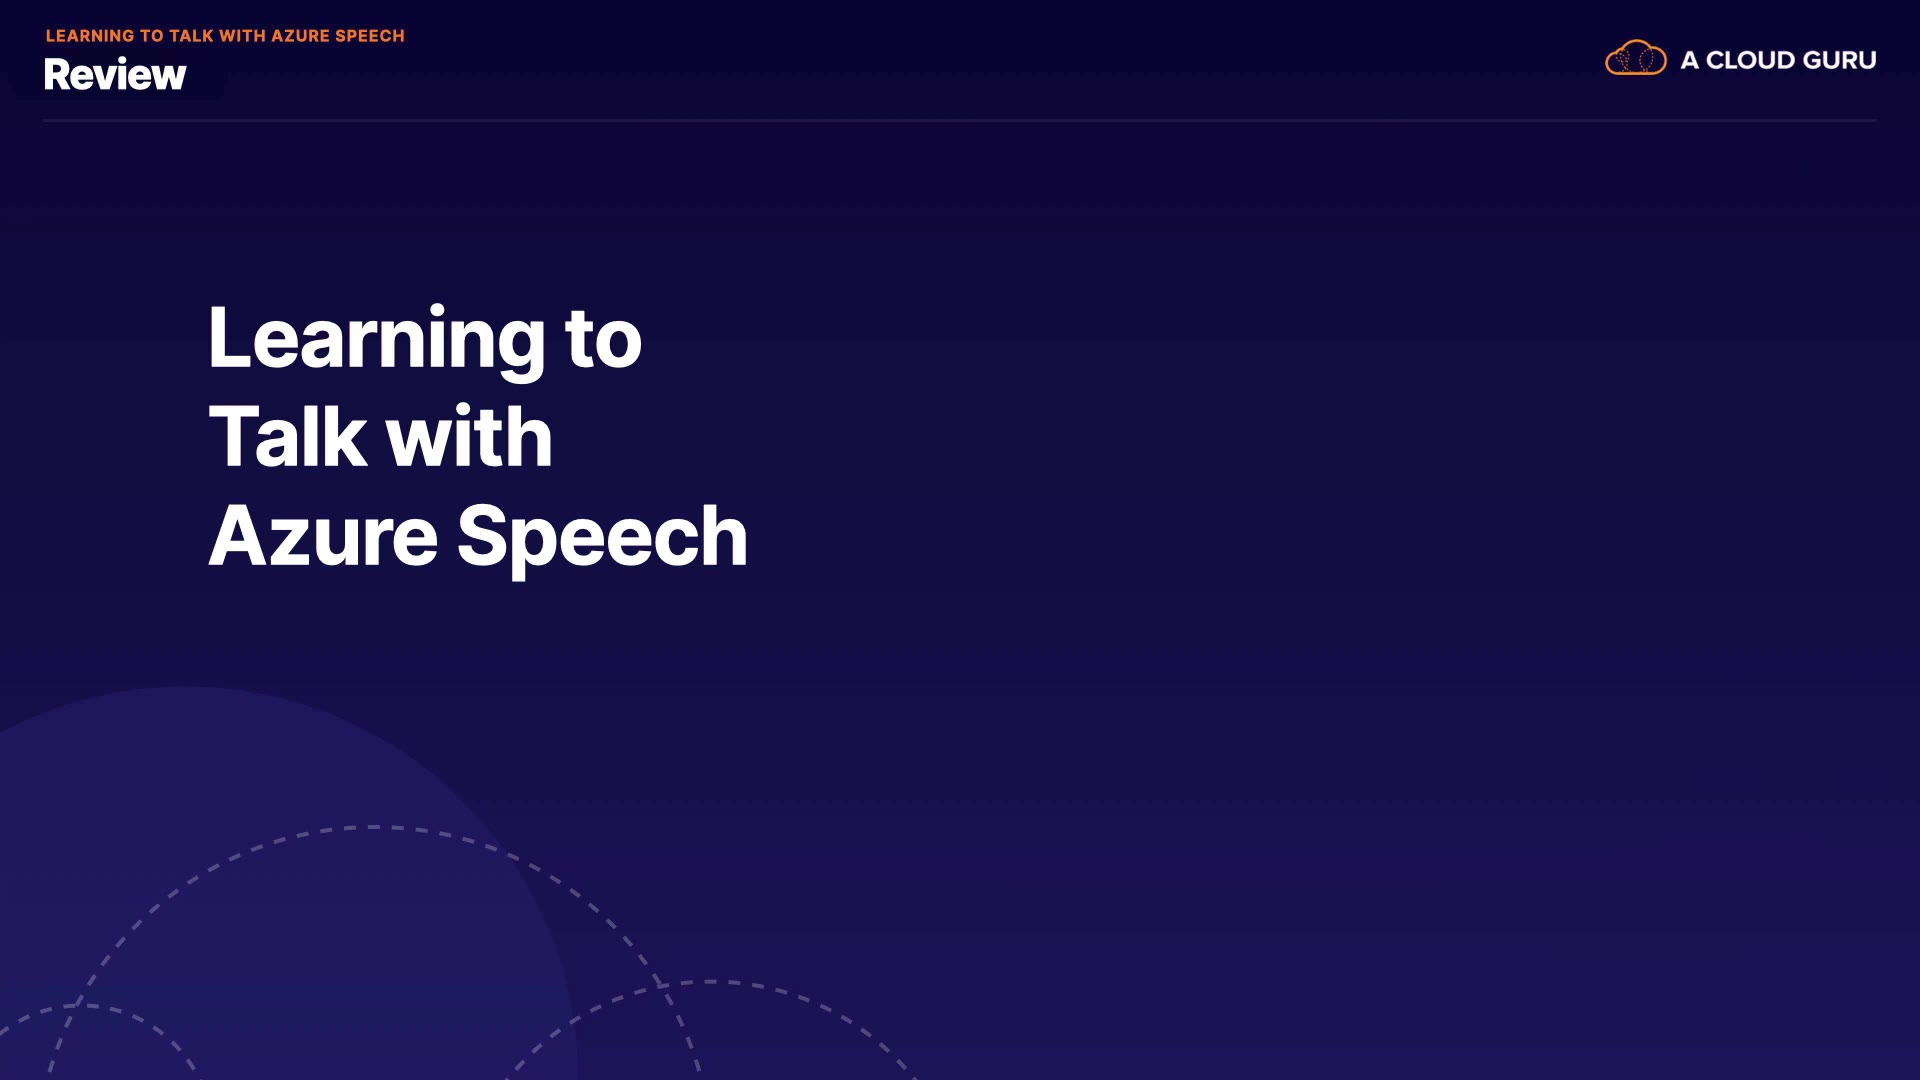 LEARNING TO TALK WITH AZURE SPEECH
Review
A CLOUD GURU
Learning to
Talk with
Azure Speech